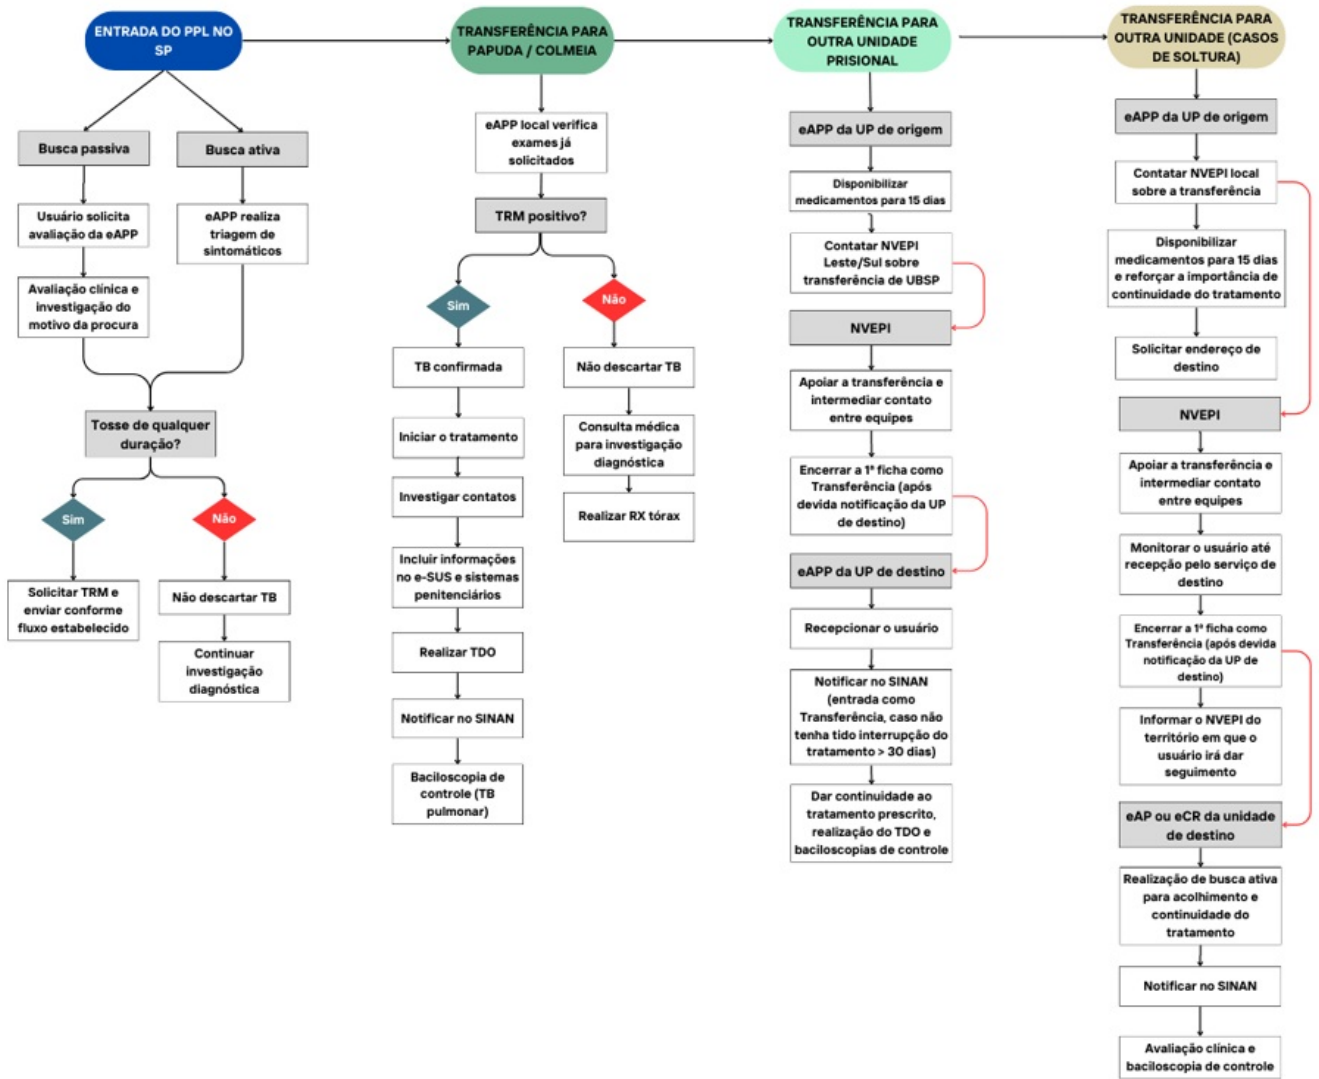 ENTRADA DO PPL NO
SP
Busca passiva
Busca ativa
Usuário solicita
avaliação da eAPP
eAPP realiza
triagem de
sintomáticos
Avaliação clínica e
investigação do
motivo da procura
Tosse de qualquer
duração?
Sim
Não
Solicitar TRM e
enviar conforme
fluxo estabelecido
Não descartar TB
Continuar
investigação
diagnóstica
TRANSFERÊNCIA PARA
PAPUDA / COLMEIA
eAPP local verifica
exames já
solicitados
TRM positivo?
Sim
Não
TB confirmada
Iniciar o tratamento
Investigar contatos
Incluir informações
no e-SUS e sistemas
penitenciários
Realizar TDO
Notificar no SINAN
Baciloscopia de
controle (TB
pulmonar)
Não descartar TB
Consulta médica
para investigação
diagnóstica
Realizar RX tórax
TRANSFERÊNCIA PARA
OUTRA UNIDADE
PRISIONAL
eAPP da UP de origem
Disponibilizar
medicamentos para 15 dias
Contatar NVEPI
Leste/Sul sobre
transferência de UBSP
NVEPI
Apoiar a transferência e
intermediar contato
entre equipes
Encerrar a 1ª ficha como
Transferência (após
devida notificação da UP
de destino)
eAPP da UP de destino
Recepcionar o usuário
Notificar no SINAN
(entrada como
Transferência, caso não
tenha tido interrupção do
tratamento > 30 dias)
Dar continuidade ao
tratamento prescrito,
realização do TDO e
baciloscopias de controle
TRANSFERÊNCIA PARA
OUTRA UNIDADE (CASOS
DE SOLTURA)
eAPP da UP de origem
Contatar NVEPI local
sobre a transferência
Disponibilizar
medicamentos para 15 dias
e reforçar a importância de
continuidade do tratamento
Solicitar endereço de
destino
NVEPI
Apoiar a transferência e
intermediar contato
entre equipes
Monitorar o usuário até
recepção pelo serviço de
destino
Encerrar a 1ª ficha como
Transferência (após devida
notificação da UP de
destino)
Informar o NVEPI do
território em que o
usuário irá dar
seguimento
eAP ou eCR da unidade
de destino
Realização de busca ativa
para acolhimento e
continuidade do
tratamento
Notificar no SINAN
Avaliação clínica e
baciloscopia de controle